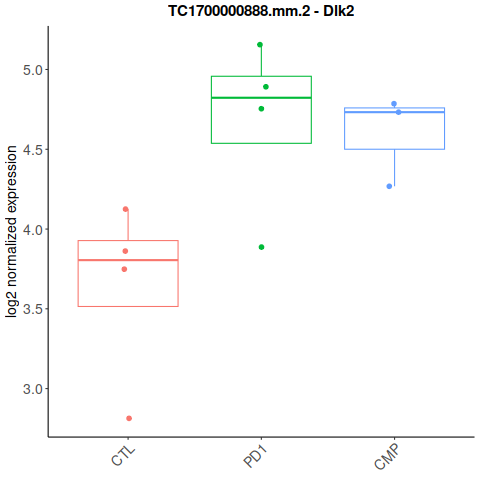 TC1700000888.mm.2 - Dlk2
log2 normalized expression
5.0
4.5
4.0
3.5
3.0
CTL
PD1
CMP